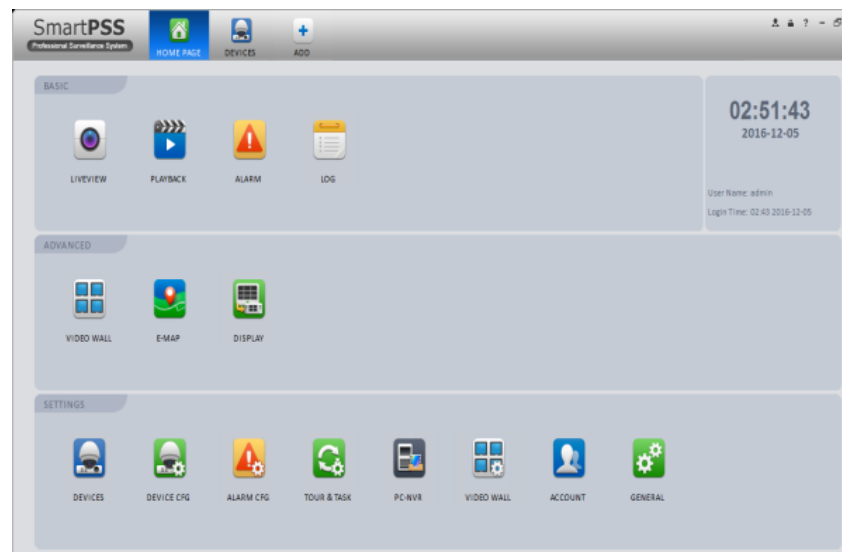 SmartPSS
Professional Surveillance System
HOME PAGE
DEVICES
ADD
?
BASIC
LIVEVIEW
PLAYBACK
ALARM
LOG
02:51:43
2016-12-05
User Name: admin
Login Time: 02:43 2016-12-05
ADVANCED
VIDEO WALL
E-MAP
DISPLAY
SETTINGS
DEVICES
DEVICE CFG
ALARM CFG
TOUR & TASK
PC-NVR
VIDEO WALL
ACCOUNT
GENERAL